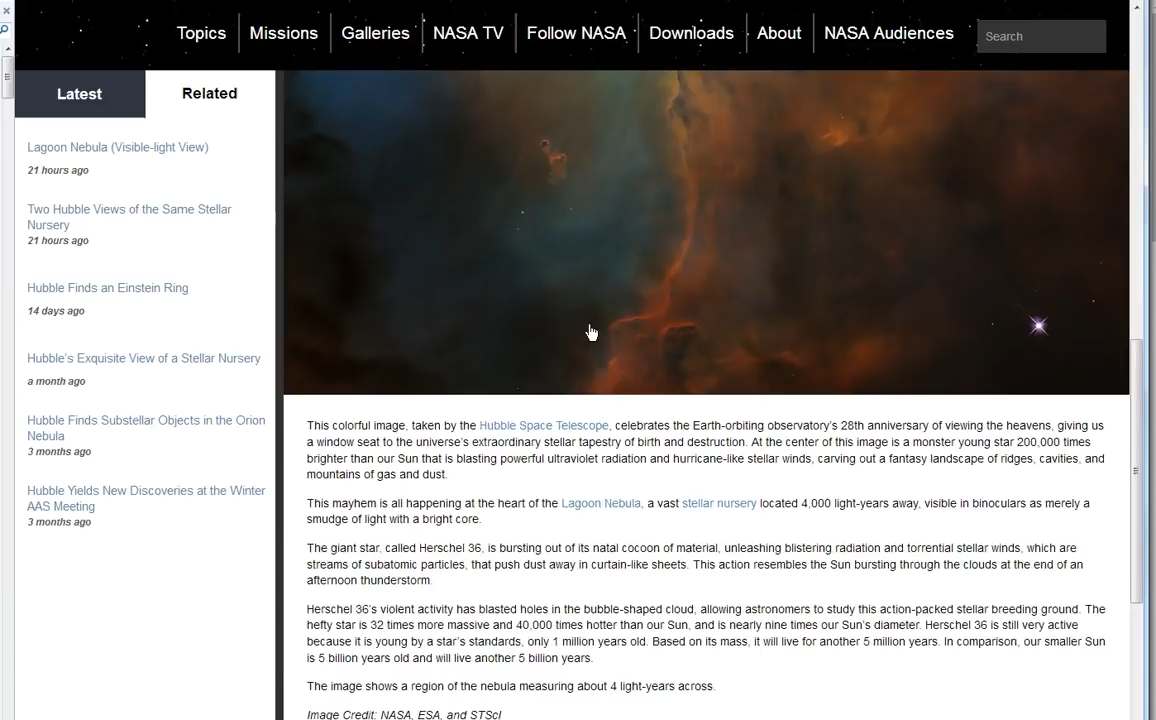 Topics Missions Galleries NASA TV Follow NASA Downloads About NASA Audiences Search
Latest Related
Lagoon Nebula (Visible-light View)
21 hours ago
Two Hubble Views of the Same Stellar
Nursery
21 hours ago
Hubble Finds an Einstein Ring
14 days ago
Hubble's Exquisite View of a Stellar Nursery
a month ago
Hubble Finds Substellar Objects in the Orion
Nebula
3 months ago
Hubble Yields New Discoveries at the Winter
AAS Meeting
3 months ago
This colorful image, taken by the Hubble Space Telescope, celebrates the Earth-orbiting observatory's 28th anniversary of viewing the heavens, giving us
a window seat to the universe's extraordinary stellar tapestry of birth and destruction. At the center of this image is a monster young star 200,000 times
brighter than our Sun that is blasting powerful ultraviolet radiation and hurricane-like stellar winds, carving out a fantasy landscape of ridges, cavities, and
mountains of gas and dust.
This mayhem is all happening at the heart of the Lagoon Nebula, a vast stellar nursery located 4,000 light-years away, visible in binoculars as merely a
smudge of light with a bright core.
The giant star, called Herschel 36, is bursting out of its natal cocoon of material, unleashing blistering radiation and torrential stellar winds, which are
streams of subatomic particles, that push dust away in curtain-like sheets. This action resembles the Sun bursting through the clouds at the end of an
afternoon thunderstorm.
Herschel 36's violent activity has blasted holes in the bubble-shaped cloud, allowing astronomers to study this action-packed stellar breeding ground. The
hefty star is 32 times more massive and 40,000 times hotter than our Sun, and is nearly nine times our Sun's diameter. Herschel 36 is still very active
because it is young by a star's standards, only 1 million years old. Based on its mass, it will live for another 5 million years. In comparison, our smaller Sun
is 5 billion years old and will live another 5 billion years.
The image shows a region of the nebula measuring about 4 light-years across.
Image Credit: NASA, ESA, and STScI